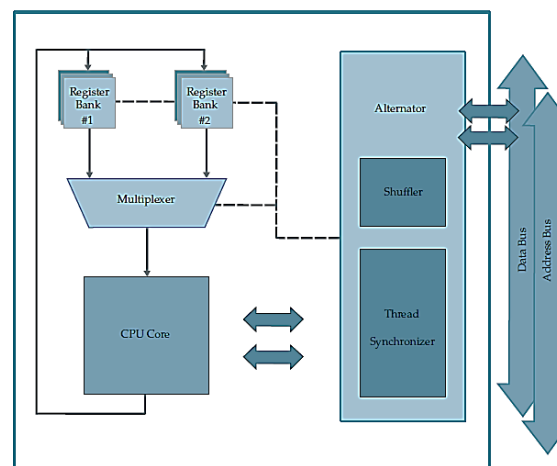 Register
Bank
#1
Register
Bank
#2
Multiplexer
CPU Core
Alternator
Shuffler
Thread
Synchronizer
Data Bus
Address Bus